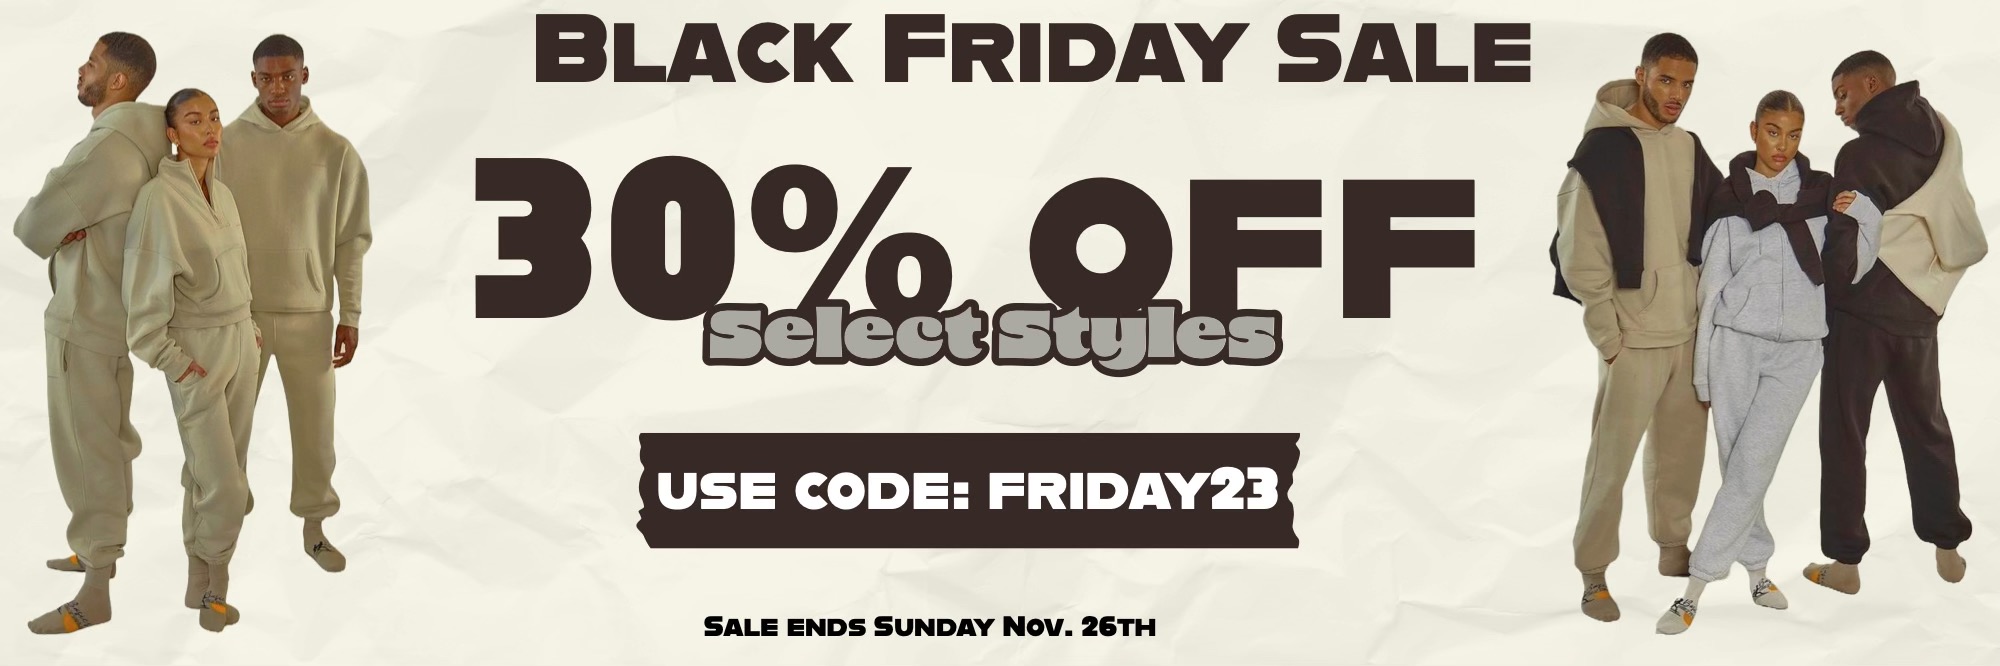 Black Friday Sale
30% OFF
Select Styles
USE CODE: FRIDAY23
Sale ends Sunday Nov. 26th